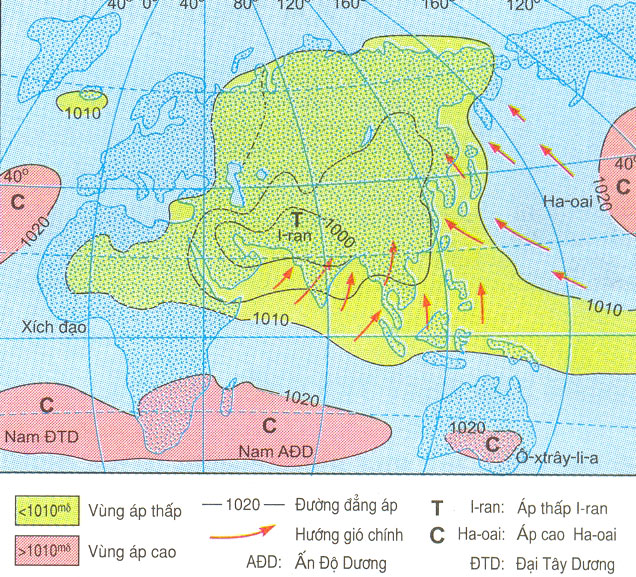 40° 0° 40° 80° 120° 160° 160° 120°
1010
40°
C
1020
40°
C
1020
Ha-oai
T
I-ran
1000
1010
1010
Xích dạo
1020
C
Nam ĐTD
C
Nam AĐD
1020
C
Ô-xtrây-li-a
<1010mb Vùng áp thấp
— 1020 — Đường đẳng áp
T I-ran: Áp thấp I-ran
Hướng gió chính
C Ha-oai: Áp cao Ha-oai
>1010mb Vùng áp cao
AĐD: Ấn Độ Dương
ĐTD: Đại Tây Dương